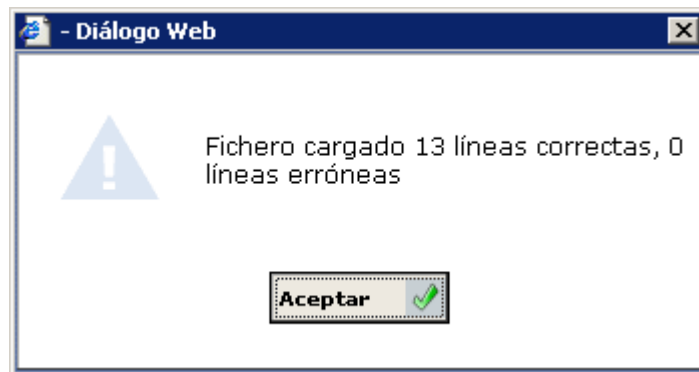 - Diálogo Web
Fichero cargado 13 líneas correctas, 0
líneas erróneas
Aceptar